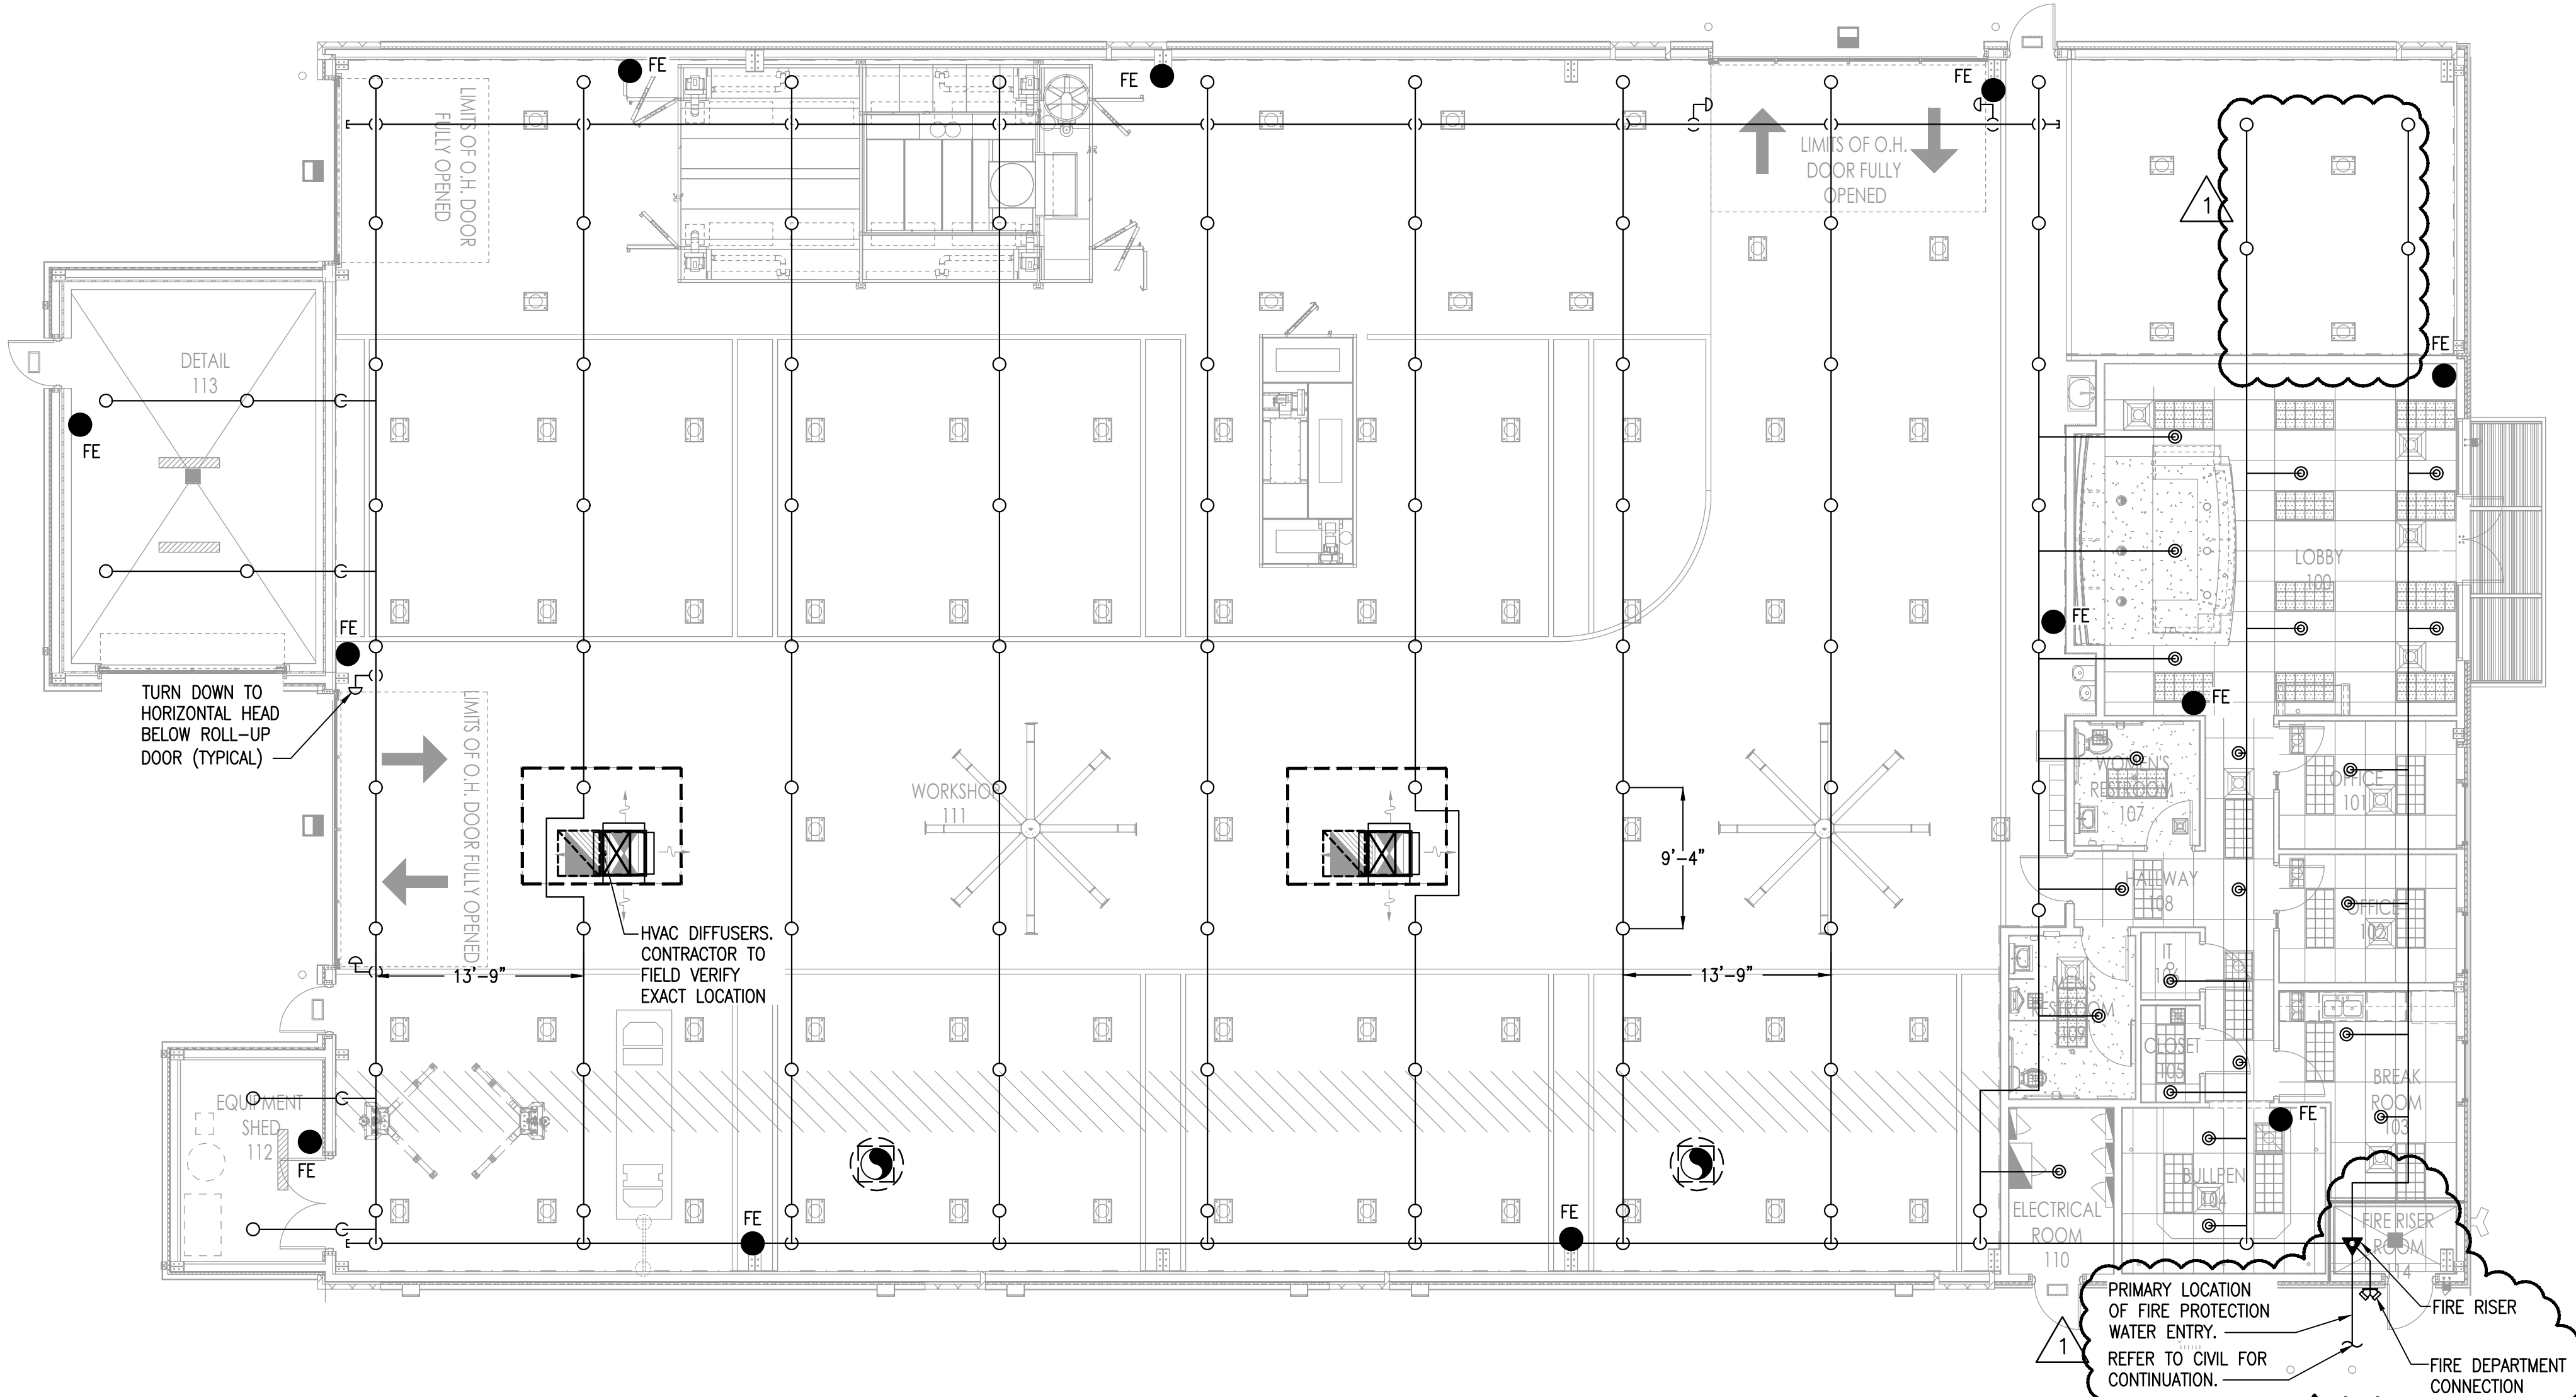 FE
FE
FE
LIMITS OF O.H. DOOR
FULLY OPENED
LIMITS OF O.H.
DOOR FULLY
OPENED
1
DETAIL
113
FE
FE
LOBBY
100
FE
FE
FE
TURN DOWN TO
HORIZONTAL HEAD
BELOW ROLL-UP
DOOR (TYPICAL)
LIMITS OF O.H. DOOR FULLY OPENED
WORKSHOP
111
WOMEN'S
RESTROOM
107
OFFICE
101
9'-4"
HALLWAY
108
OFFICE
102
HVAC DIFFUSERS.
CONTRACTOR TO
FIELD VERIFY
EXACT LOCATION
13'-9"
13'-9"
IT
106
MEN'S
RESTROOM
109
CLOSET
105
BREAK
ROOM
103
EQUIPMENT
SHED
112
FE
FE
BULLPEN
104
FE
FE
ELECTRICAL
ROOM
110
FIRE RISER
ROOM
114
PRIMARY LOCATION
OF FIRE PROTECTION
WATER ENTRY.
REFER TO CIVIL FOR
CONTINUATION.
1
FIRE RISER
FIRE DEPARTMENT
CONNECTION